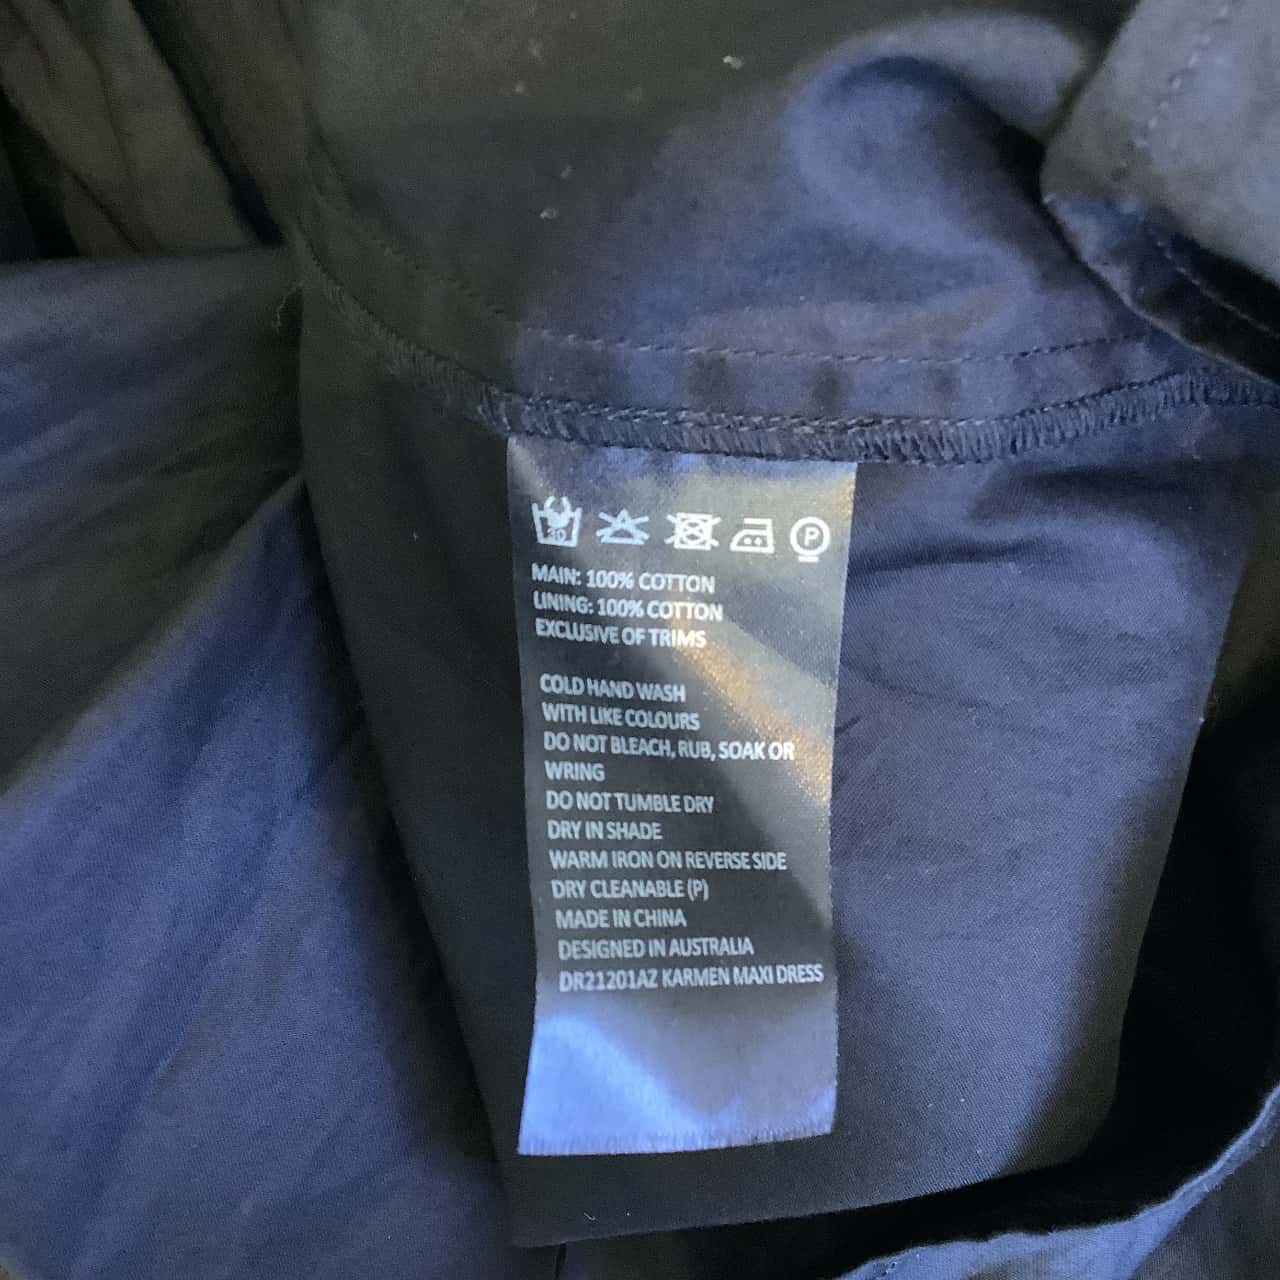 30
P
MAIN: 100% COTTON
LINING: 100% COTTON
EXCLUSIVE OF TRIMS
COLD HAND WASH
WITH LIKE COLOURS
DO NOT BLEACH, RUB, SOAK OR
WRING
DO NOT TUMBLE DRY
DRY IN SHADE
WARM IRON ON REVERSE SIDE
DRY CLEANABLE (P)
MADE IN CHINA
DESIGNED IN AUSTRALIA
DR21201AZ KARMEN MAXI DRESS